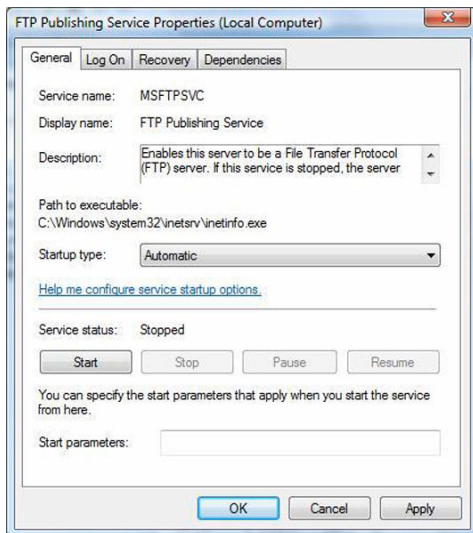 FTP Publishing Service Properties (Local Computer)
General Log On Recovery Dependencies
Service name: MSFTPSVC
Display name: FTP Publishing Service
Description: Enables this server to be a File Transfer Protocol
(FTP) server. If this service is stopped, the server
Path to executable:
C:\Windows\system32\inetsrv\inetinfo.exe
Startup type: Automatic
Help me configure service startup options.
Service status: Stopped
Start Stop Pause Resume
You can specify the start parameters that apply when you start the service
from here.
Start parameters:
OK Cancel Apply